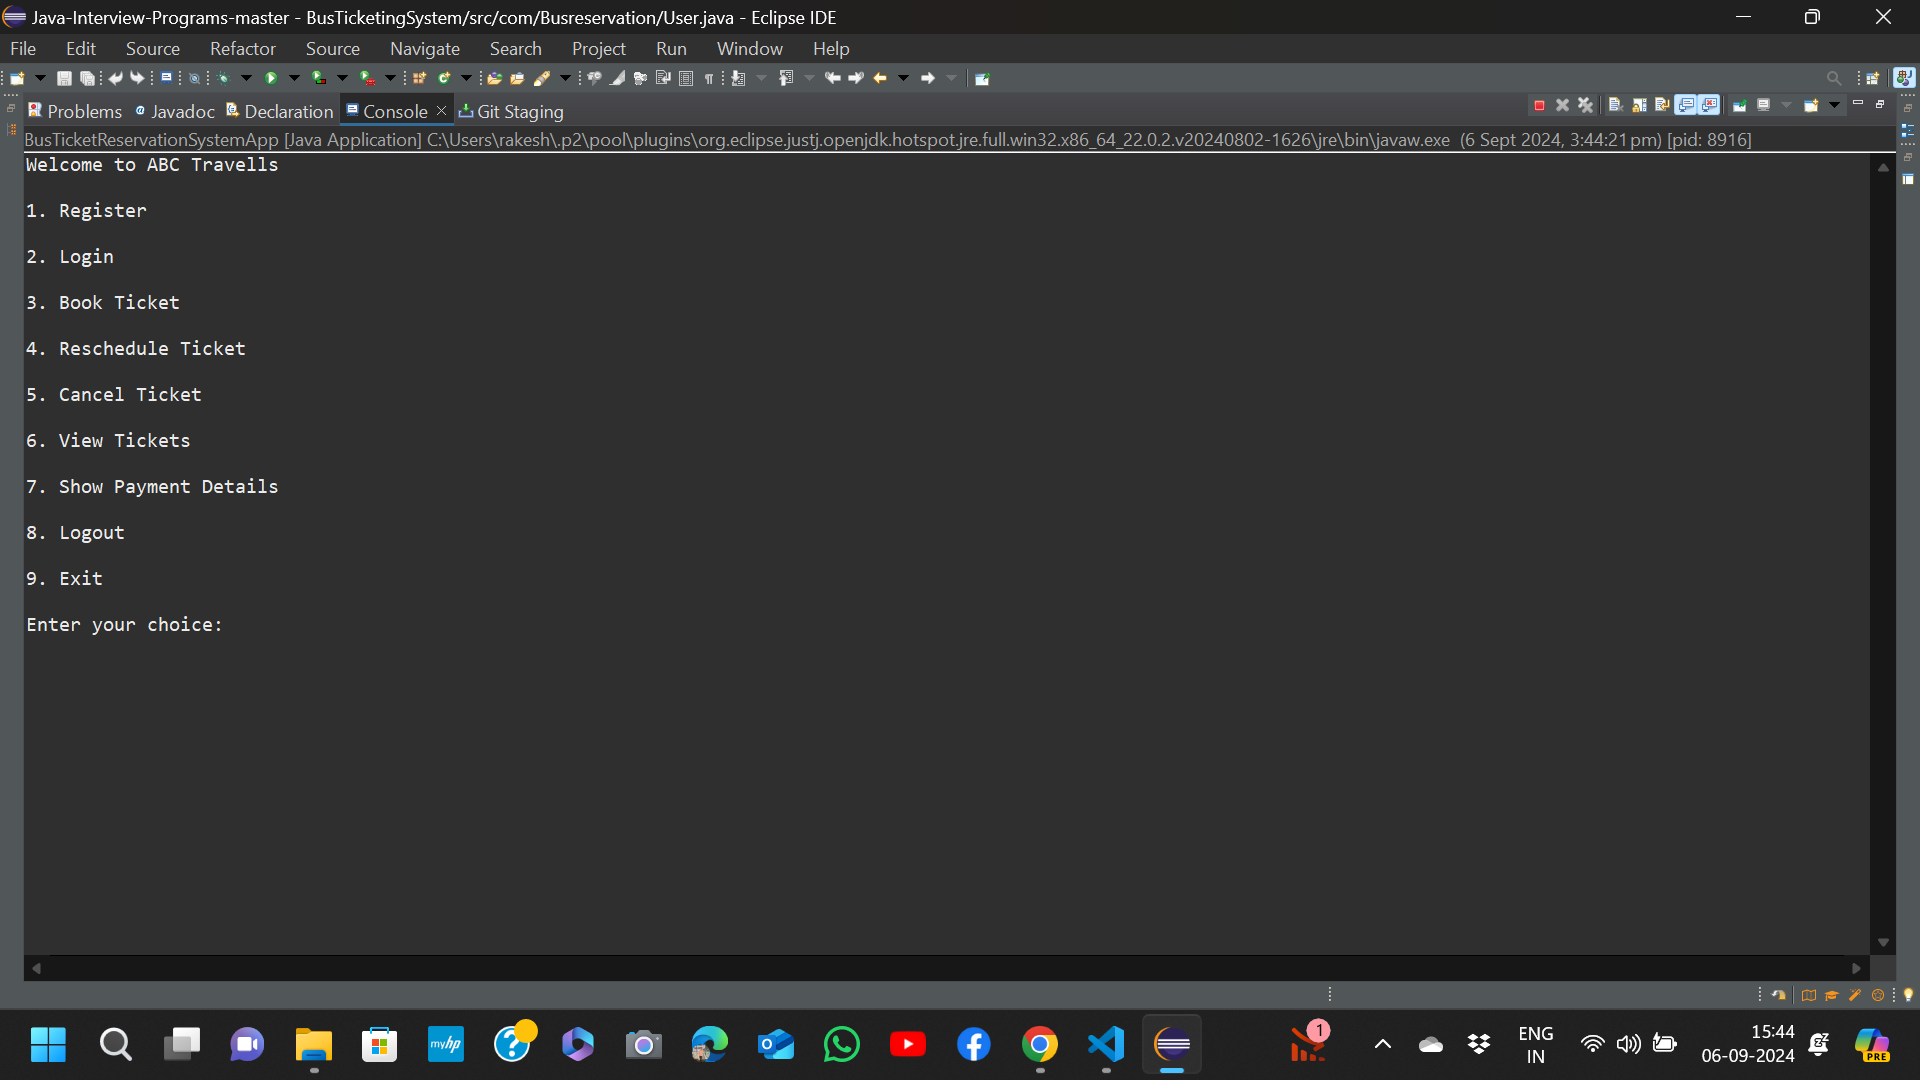 Java-Interview-Programs-master - BusTicketingSystem/src/com/Busreservation/User.java - Eclipse IDE
File Edit Source Refactor Source Navigate Search Project Run Window Help
Problems Javadoc Declaration Console Git Staging
BusTicketReservationSystemApp [Java Application] C:\Users\rakesh\.p2\pool\plugins\org.eclipse.justj.openjdk.hotspot.jre.full.win32.x86_64_22.0.2.v20240802-1626\jre\bin\javaw.exe (6 Sept 2024, 3:44:21 pm) [pid: 8916]
Welcome to ABC Travells
1. Register
2. Login
3. Book Ticket
4. Reschedule Ticket
5. Cancel Ticket
6. View Tickets
7. Show Payment Details
8. Logout
9. Exit
Enter your choice:
myhp
1
ENG
IN
15:44
06-09-2024
PRE